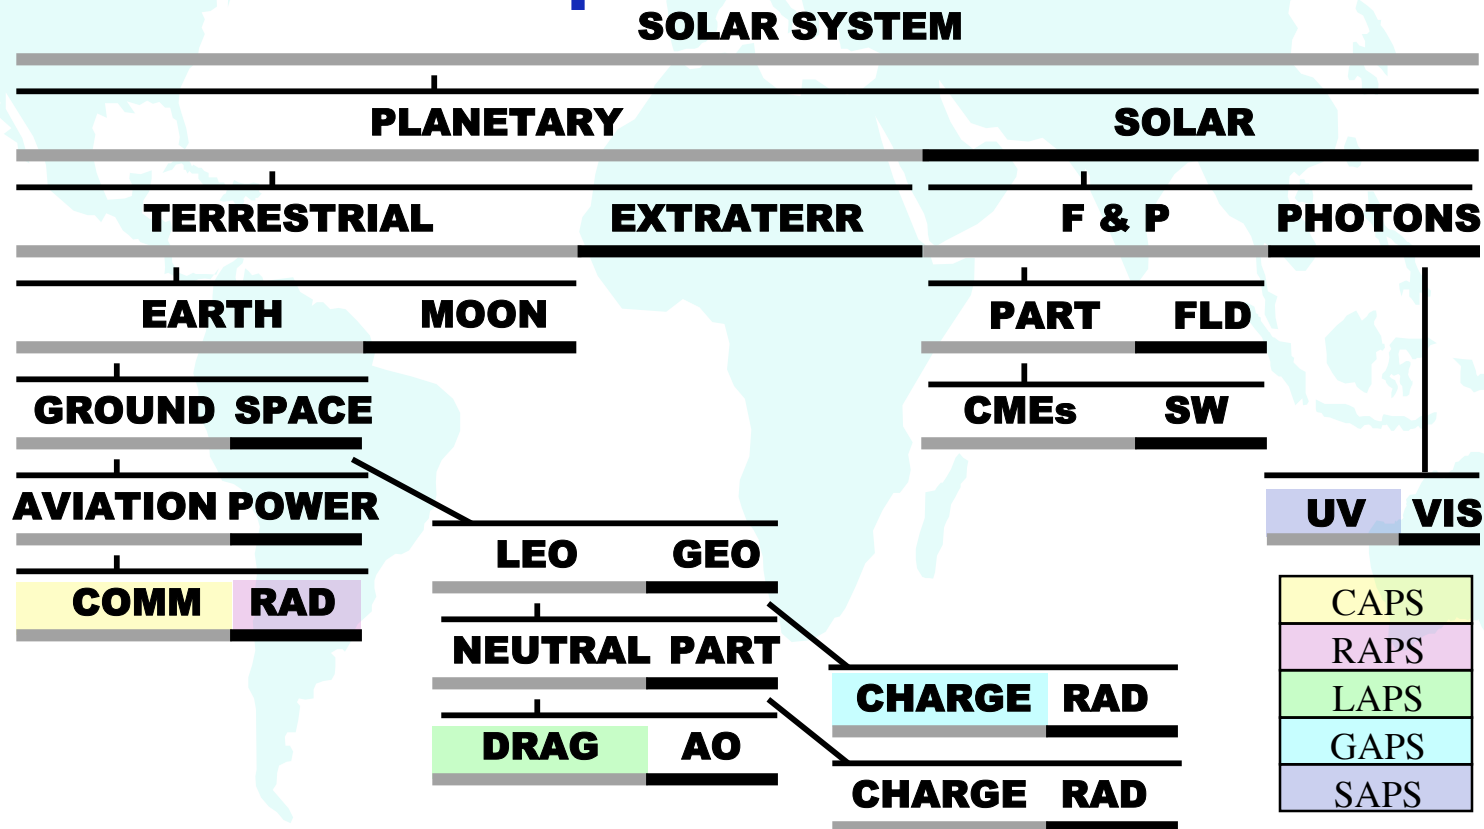 SOLAR SYSTEM
PLANETARY SOLAR
TERRESTRIAL EXTRATERR F & P PHOTONS
EARTH MOON PART FLD
GROUND SPACE CMEs SW
AVIATION POWER UV VIS
LEO GEO
COMM RAD CAPS
NEUTRAL PART RAPS
CHARGE RAD LAPS
DRAG AO GAPS
CHARGE RAD SAPS